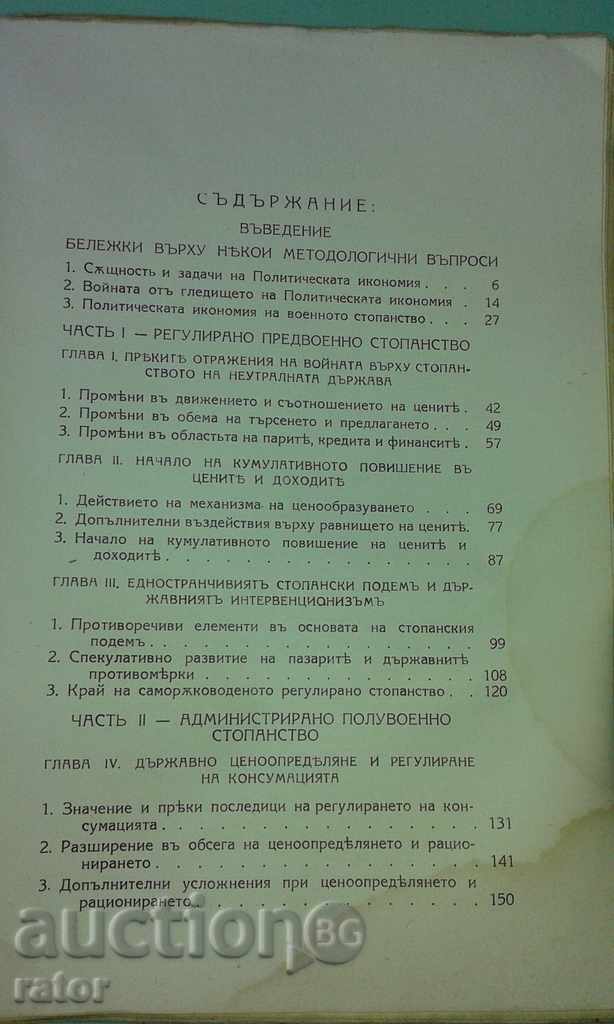 СЪДЪРЖАНИЕ:
ВЪВЕДЕНИЕ
БЕЛЕЖКИ ВЪРХУ НѢКОИ МЕТОДОЛОГИЧНИ ВЪПРОСИ
1. Сѫщность и задачи на Политическата икономия . . . 6
2. Войната отъ гледището на Политическата икономия . 14
3. Политическата икономия на военното стопанство . . . 27
ЧАСТЬ I — РЕГУЛИРАНО ПРЕДВОЕННО СТОПАНСТВО
ГЛАВА I. ПРѢКИТѢ ОТРАЖЕНИЯ НА ВОЙНАТА ВЪРХУ СТОПАН-
СТВОТО НА НЕУТРАЛНАТА ДЪРЖАВА
1. Промѣни въ движението и съотношението на ценитѣ . 42
2. Промѣни въ обема на търсенето и предлагането . . . 49
3. Промѣни въ областьта на паритѣ, кредита и финанситѣ . 57
ГЛАВА II. НАЧАЛО НА КУМУЛАТИВНОТО ПОВИШЕНИЕ ВЪ
ЦЕНИТѢ И ДОХОДИТѢ
1. Действието на механизма на ценообразуването . . . 69
2. Допълнителни въздействия върху равнището на ценитѣ. 77
3. Начало на кумулативното повишение на ценитѣ и
доходитѣ . . . . . . . . . . . . . . . 87
ГЛАВА III. ЕДНОСТРАНЧИВИЯТЪ СТОПАНСКИ ПОДЕМЪ И ДЪР-
ЖАВНИЯТЪ ИНТЕРВЕНЦИОНИЗЪМЪ
1. Противоречиви елементи въ основата на стопанския
подемъ . . . . . . . . . . . . . . . . 99
2. Спекулативно развитие на пазаритѣ и държавнитѣ
противомѣрки . . . . . . . . . . . . . . 108
3. Край на саморѫководеното регулирано стопанство . . 120
ЧАСТЬ II — АДМИНИСТРИРАНО ПОЛУВОЕННО
СТОПАНСТВО
ГЛАВА IV. ДЪРЖАВНО ЦЕНООПРЕДѢЛЯНЕ И РЕГУЛИРАНЕ
НА КОНСУМАЦИЯТА
1. Значение и прѣки последици на регулирането на кон-
сумацията . . . . . . . . . . . . . . . 131
2. Разширение въ обсега на ценоопредѣлянето и рацио-
нирането . . . . . . . . . . . . . . . 141
3. Допълнителни усложнения при ценоопредѣлянето и
рационирането . . . . . . . . . . . . . 150
auction BG
rator